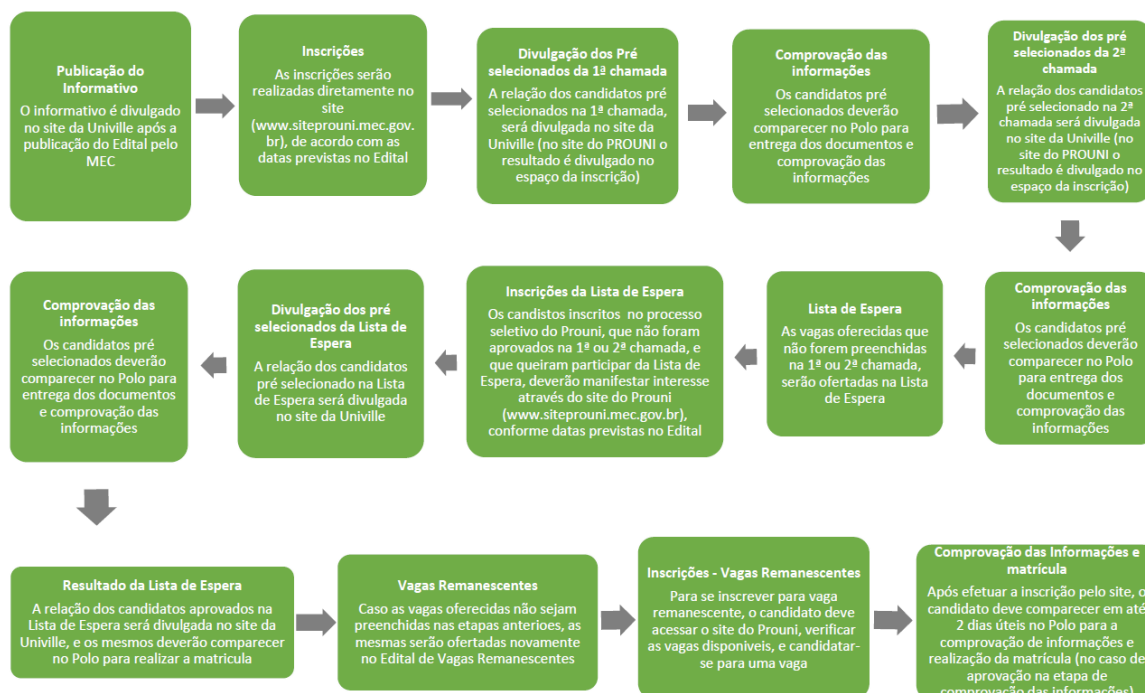 Publicação do
Informativo
O informativo é divulgado
no site da Univille após a
publicação do Edital pelo
MEC
Inscrições
As inscrições serão
realizadas diretamente no
site
(www.siteprouni.mec.gov.
br), de acordo com as
datas previstas no Edital
Divulgação dos Pré
selecionados da 1ª chamada
A relação dos candidatos pré
selecionados na 1ª chamada,
será divulgada no site da
Univille (no site do PROUNI o
resultado é divulgado no
espaço da inscrição)
Comprovação das
informações
Os candidatos pré
selecionados deverão
comparecer no Polo para
entrega dos documentos e
comprovação das
informações
Divulgação dos pré
selecionados da 2ª
chamada
A relação dos candidatos
pré selecionado na 2ª
chamada será divulgada
no site da Univille (no
site do PROUNI o
resultado é divulgado no
espaço da inscrição)
Comprovação das
informações
Os candidatos pré
selecionados deverão
comparecer no Polo
para entrega dos
documentos e
comprovação das
informações
Lista de Espera
As vagas oferecidas que
não forem preenchidas
na 1ª ou 2ª chamada,
serão ofertadas na Lista
de Espera
Inscrições da Lista de Espera
Os candistos inscritos no processo
seletivo do Prouni, que não foram
aprovados na 1ª ou 2ª chamada, e
que queiram participar da Lista de
Espera, deverão manifestar interesse
através do site do Prouni
(www.siteprouni.mec.gov.br),
conforme datas previstas no Edital
Divulgação dos pré
selecionados da Lista de
Espera
A relação dos candidatos
pré selecionado na Lista
de Espera será divulgada
no site da Univille
Comprovação das
informações
Os candidatos pré
selecionados deverão
comparecer no Polo para
entrega dos documentos
e comprovação das
informações
Resultado da Lista de Espera
A relação dos candidatos aprovados na
Lista de Espera será divulgada no site da
Univille, e os mesmos deverão comparecer
no Polo para realizar a matricula
Vagas Remanescentes
Caso as vagas oferecidas não sejam
preenchidas nas etapas anterioes, as
mesmas serão ofertadas novamente
no Edital de Vagas Remanescentes
Inscrições - Vagas Remanescentes
Para se inscrever para vaga
remanescente, o candidato deve
acessar o site do Prouni, verificar
as vagas disponiveis, e candidatar-
se para uma vaga
Comprovação das Informações e
matrícula
Após efetuar a inscrição pelo site, o
candidato deve comparecer em até
2 dias úteis no Polo para a
comprovação de informações e
realização da matrícula (no caso de
aprovação na etapa de
comprovação das informações)